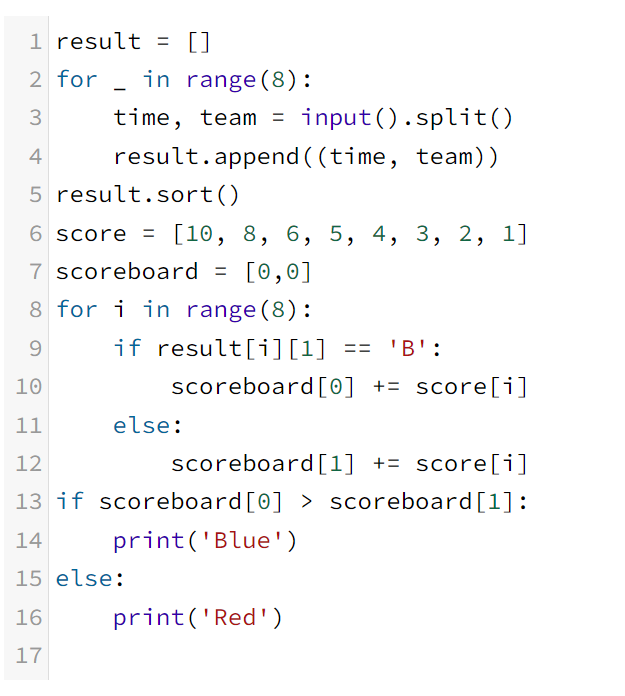 1 result = []
2 for _ in range(8):
3     time, team = input().split()
4     result.append((time, team))
5 result.sort()
6 score = [10, 8, 6, 5, 4, 3, 2, 1]
7 scoreboard = [0,0]
8 for i in range(8):
9     if result[i][1] == 'B':
10         scoreboard[0] += score[i]
11     else:
12         scoreboard[1] += score[i]
13 if scoreboard[0] > scoreboard[1]:
14     print('Blue')
15 else:
16     print('Red')
17